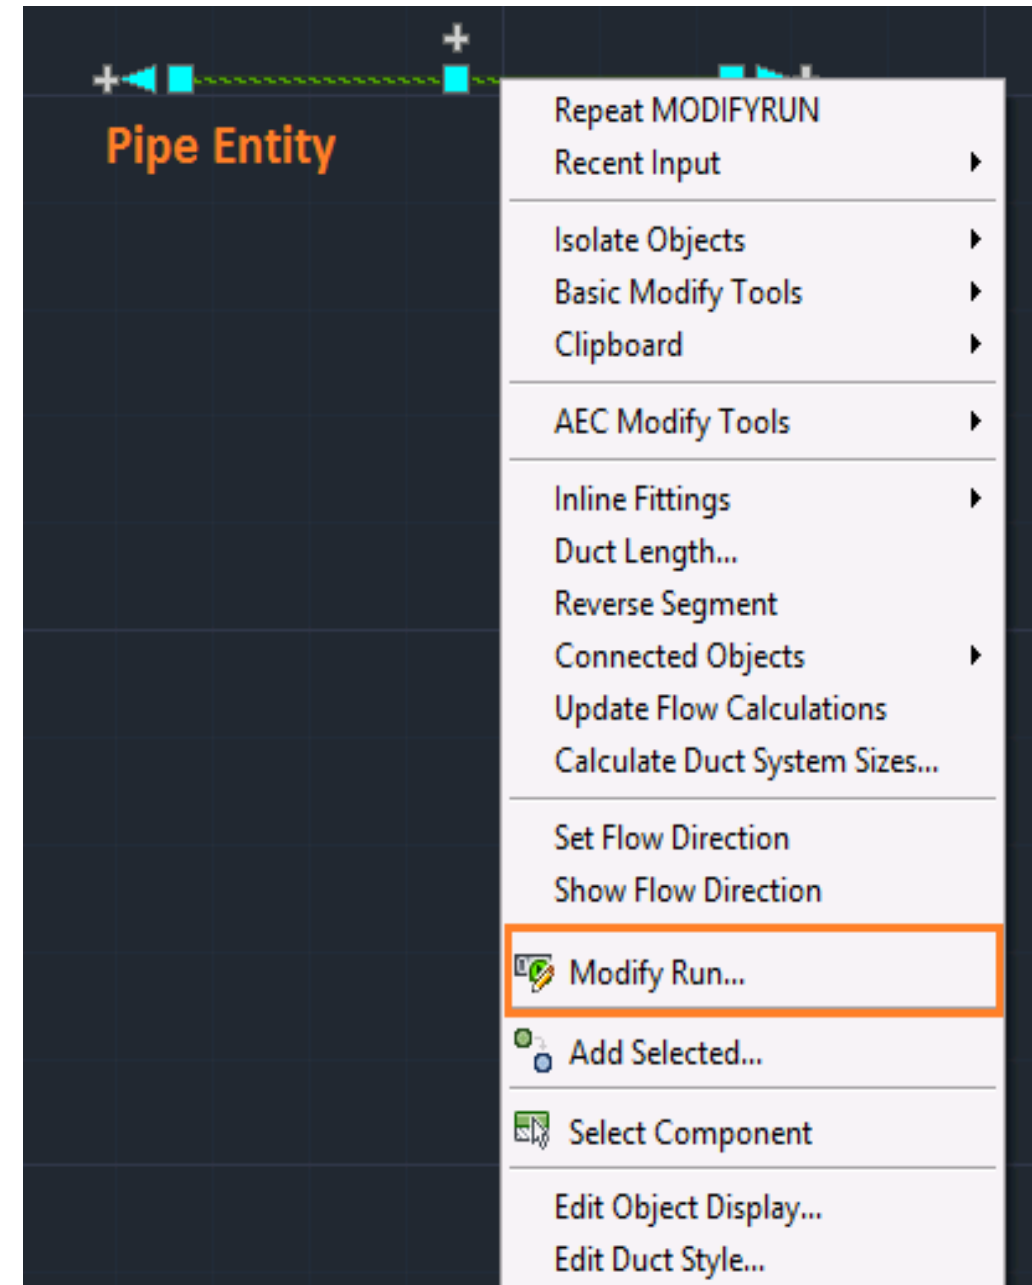 Pipe Entity
Repeat MODIFYRUN
Recent Input
Isolate Objects
Basic Modify Tools
Clipboard
AEC Modify Tools
Inline Fittings
Duct Length...
Reverse Segment
Connected Objects
Update Flow Calculations
Calculate Duct System Sizes...
Set Flow Direction
Show Flow Direction
Modify Run...
Add Selected...
Select Component
Edit Object Display...
Edit Duct Style...